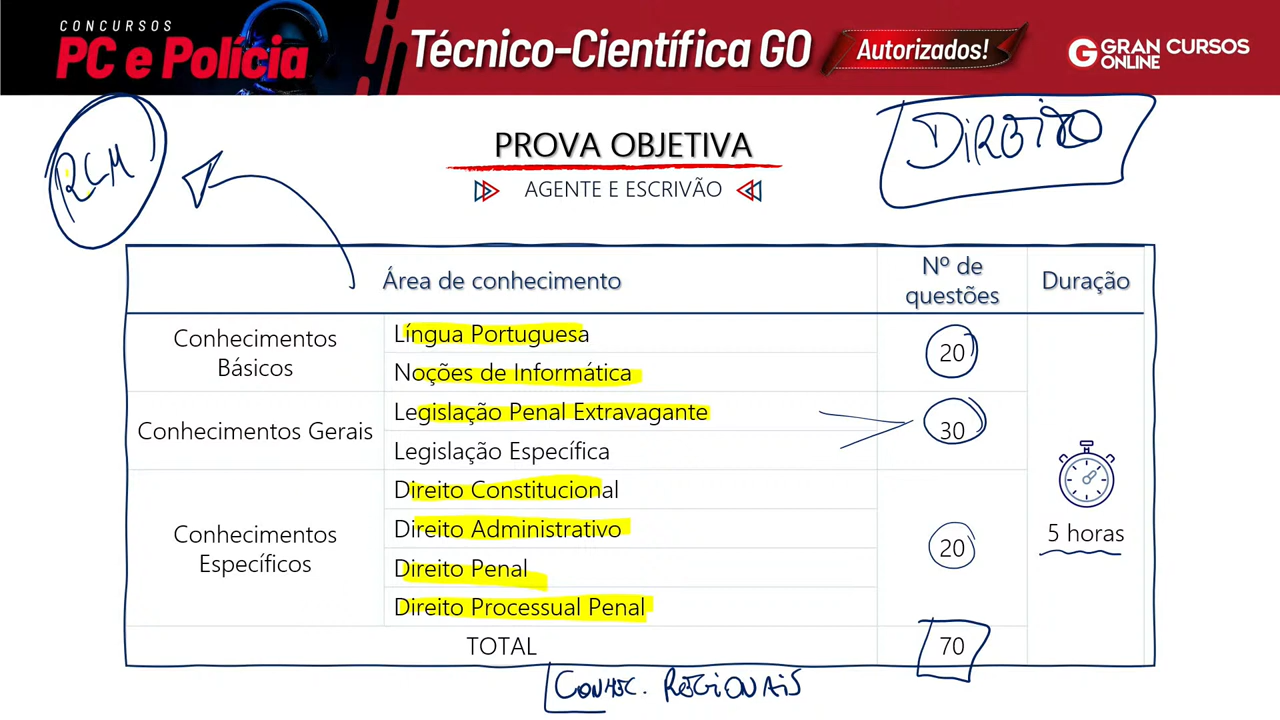 CONCURSOS
PC e Polícia
Técnico-Científica GO
Autorizados!
GRAN CURSOS
ONLINE
RLM
DIREITO
PROVA OBJETIVA
AGENTE E ESCRIVÃO
Área de conhecimento
Nº de
questões
Duração
Conhecimentos
Básicos
Língua Portuguesa
Noções de Informática
20
Conhecimentos Gerais
Legislação Penal Extravagante
Legislação Específica
30
Conhecimentos
Específicos
Direito Constitucional
Direito Administrativo
Direito Penal
Direito Processual Penal
20
5 horas
TOTAL
70
CONHEC. REGIONAIS